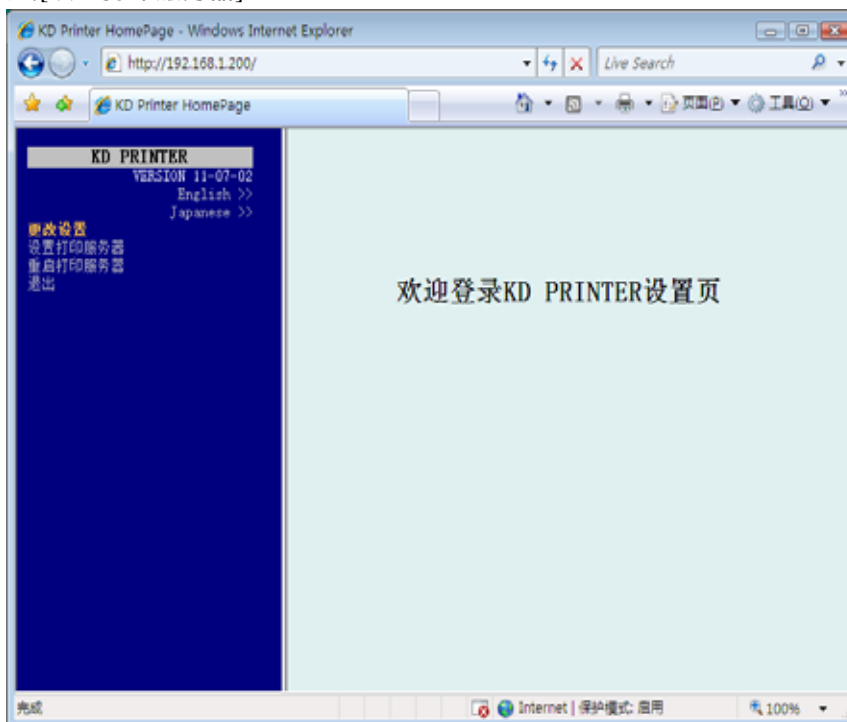 KD Printer HomePage - Windows Internet Explorer
http://192.168.1.200/
Live Search
KD Printer HomePage
页面(P)
工具(O)
KD PRINTER
VERSION 11-07-02
English >>
Japanese >>
更改设置
设置打印服务器
重启打印服务器
退出
欢迎登录KD PRINTER设置页
完成
Internet | 保护模式: 启用
100%